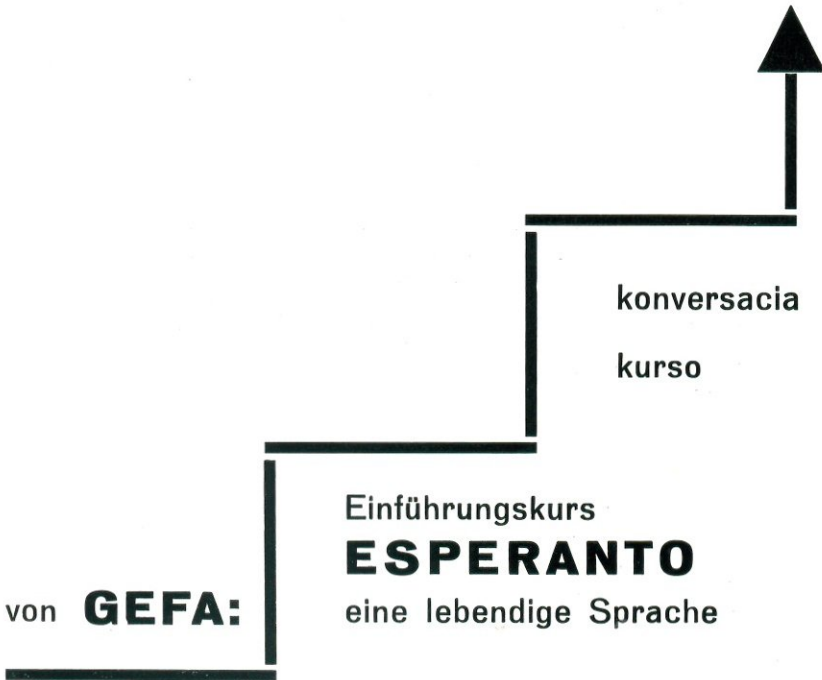 konversacia
kurso
Einführungskurs
ESPERANTO
von GEFA: eine lebendige Sprache